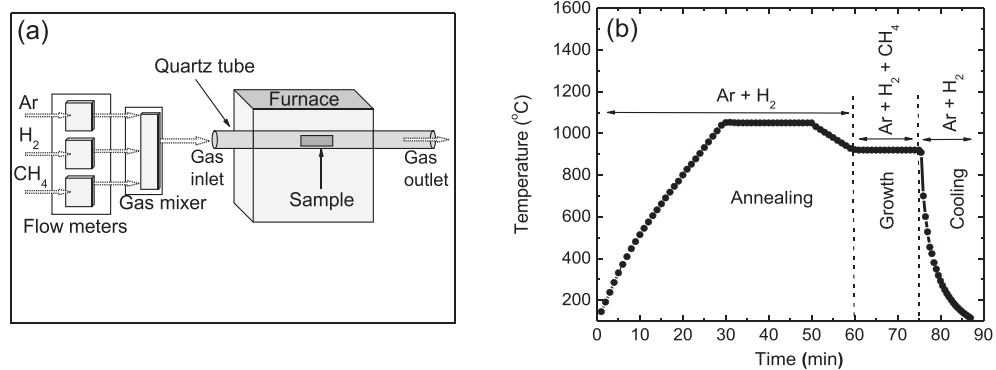 (a)
Quartz tube
Furnace
Ar
H2
CH4
Gas inlet
Gas outlet
Sample
Gas mixer
Flow meters
(b)
1600
1400
1200
1000
800
600
400
200
Temperature (°C)
Ar + H2
Ar + H2 + CH4
Ar + H2
Annealing
Growth
Cooling
0 10 20 30 40 50 60 70 80 90
Time (min)